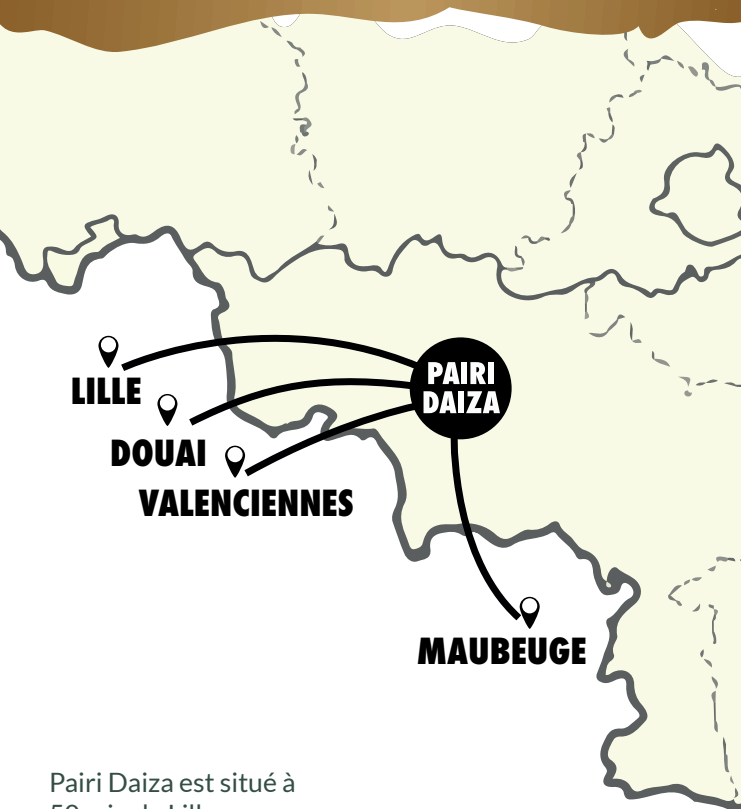 PAIRI
DAIZA
LILLE
DOUAI
VALENCIENNES
MAUBEUGE
Pairi Daiza est situé à